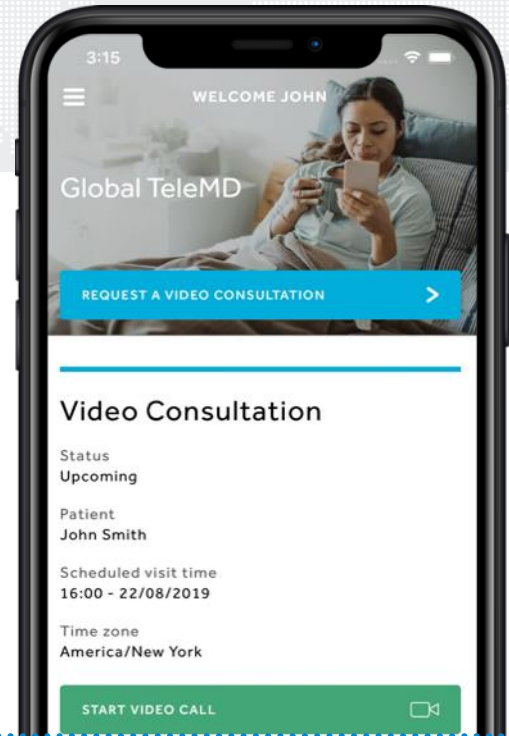 3:15
WELCOME JOHN
Global TeleMD
REQUEST A VIDEO CONSULTATION
Video Consultation
Status
Upcoming
Patient
John Smith
Scheduled visit time
16:00 - 22/08/2019
Time zone
America/New York
START VIDEO CALL